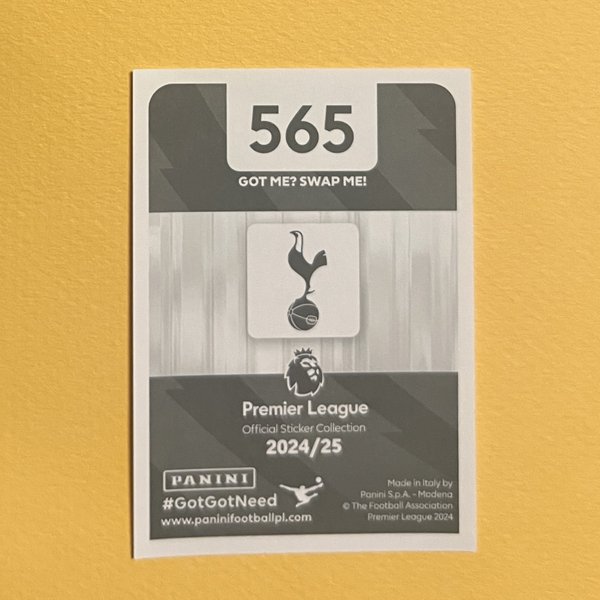 565
GOT ME? SWAP ME!
Premier League
Official Sticker Collection
2024/25
PANINI
#GotGotNeed
www.paninifootballpl.com
Made in Italy by
Panini S.p.A. - Modena
© The Football Association
Premier League 2024